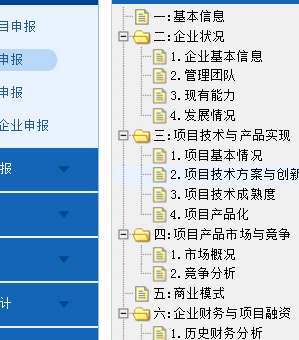 目申报
申报
申报
企业申报
报
计
一:基本信息
二:企业状况
1.企业基本信息
2.管理团队
3.现有能力
4.发展情况
三:项目技术与产品实现
1.项目基本情况
2.项目技术方案与创新
3.项目技术成熟度
4.项目产品化
四:项目产品市场与竞争
1.市场概况
2.竞争分析
五:商业模式
六:企业财务与项目融资
1.历史财务分析